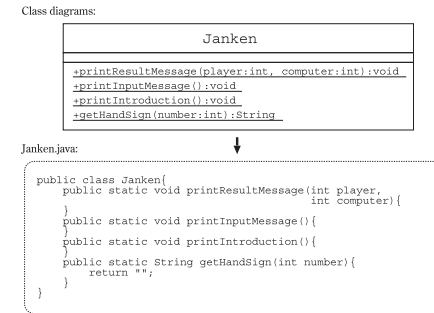 Class diagrams:
Janken
+printResultMessage(player:int, computer:int):void
+printInputMessage():void
+printIntroduction():void
+getHandSign(number:int):String
Janken.java:
public class Janken{
    public static void printResultMessage(int player,
                                          int computer){
    }
    public static void printInputMessage(){
    }
    public static void printIntroduction(){
    }
    public static String getHandSign(int number){
        return "";
    }
}